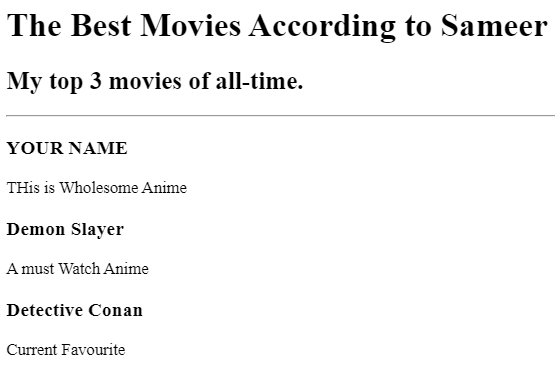 The Best Movies According to Sameer
My top 3 movies of all-time.
YOUR NAME
THis is Wholesome Anime
Demon Slayer
A must Watch Anime
Detective Conan
Current Favourite